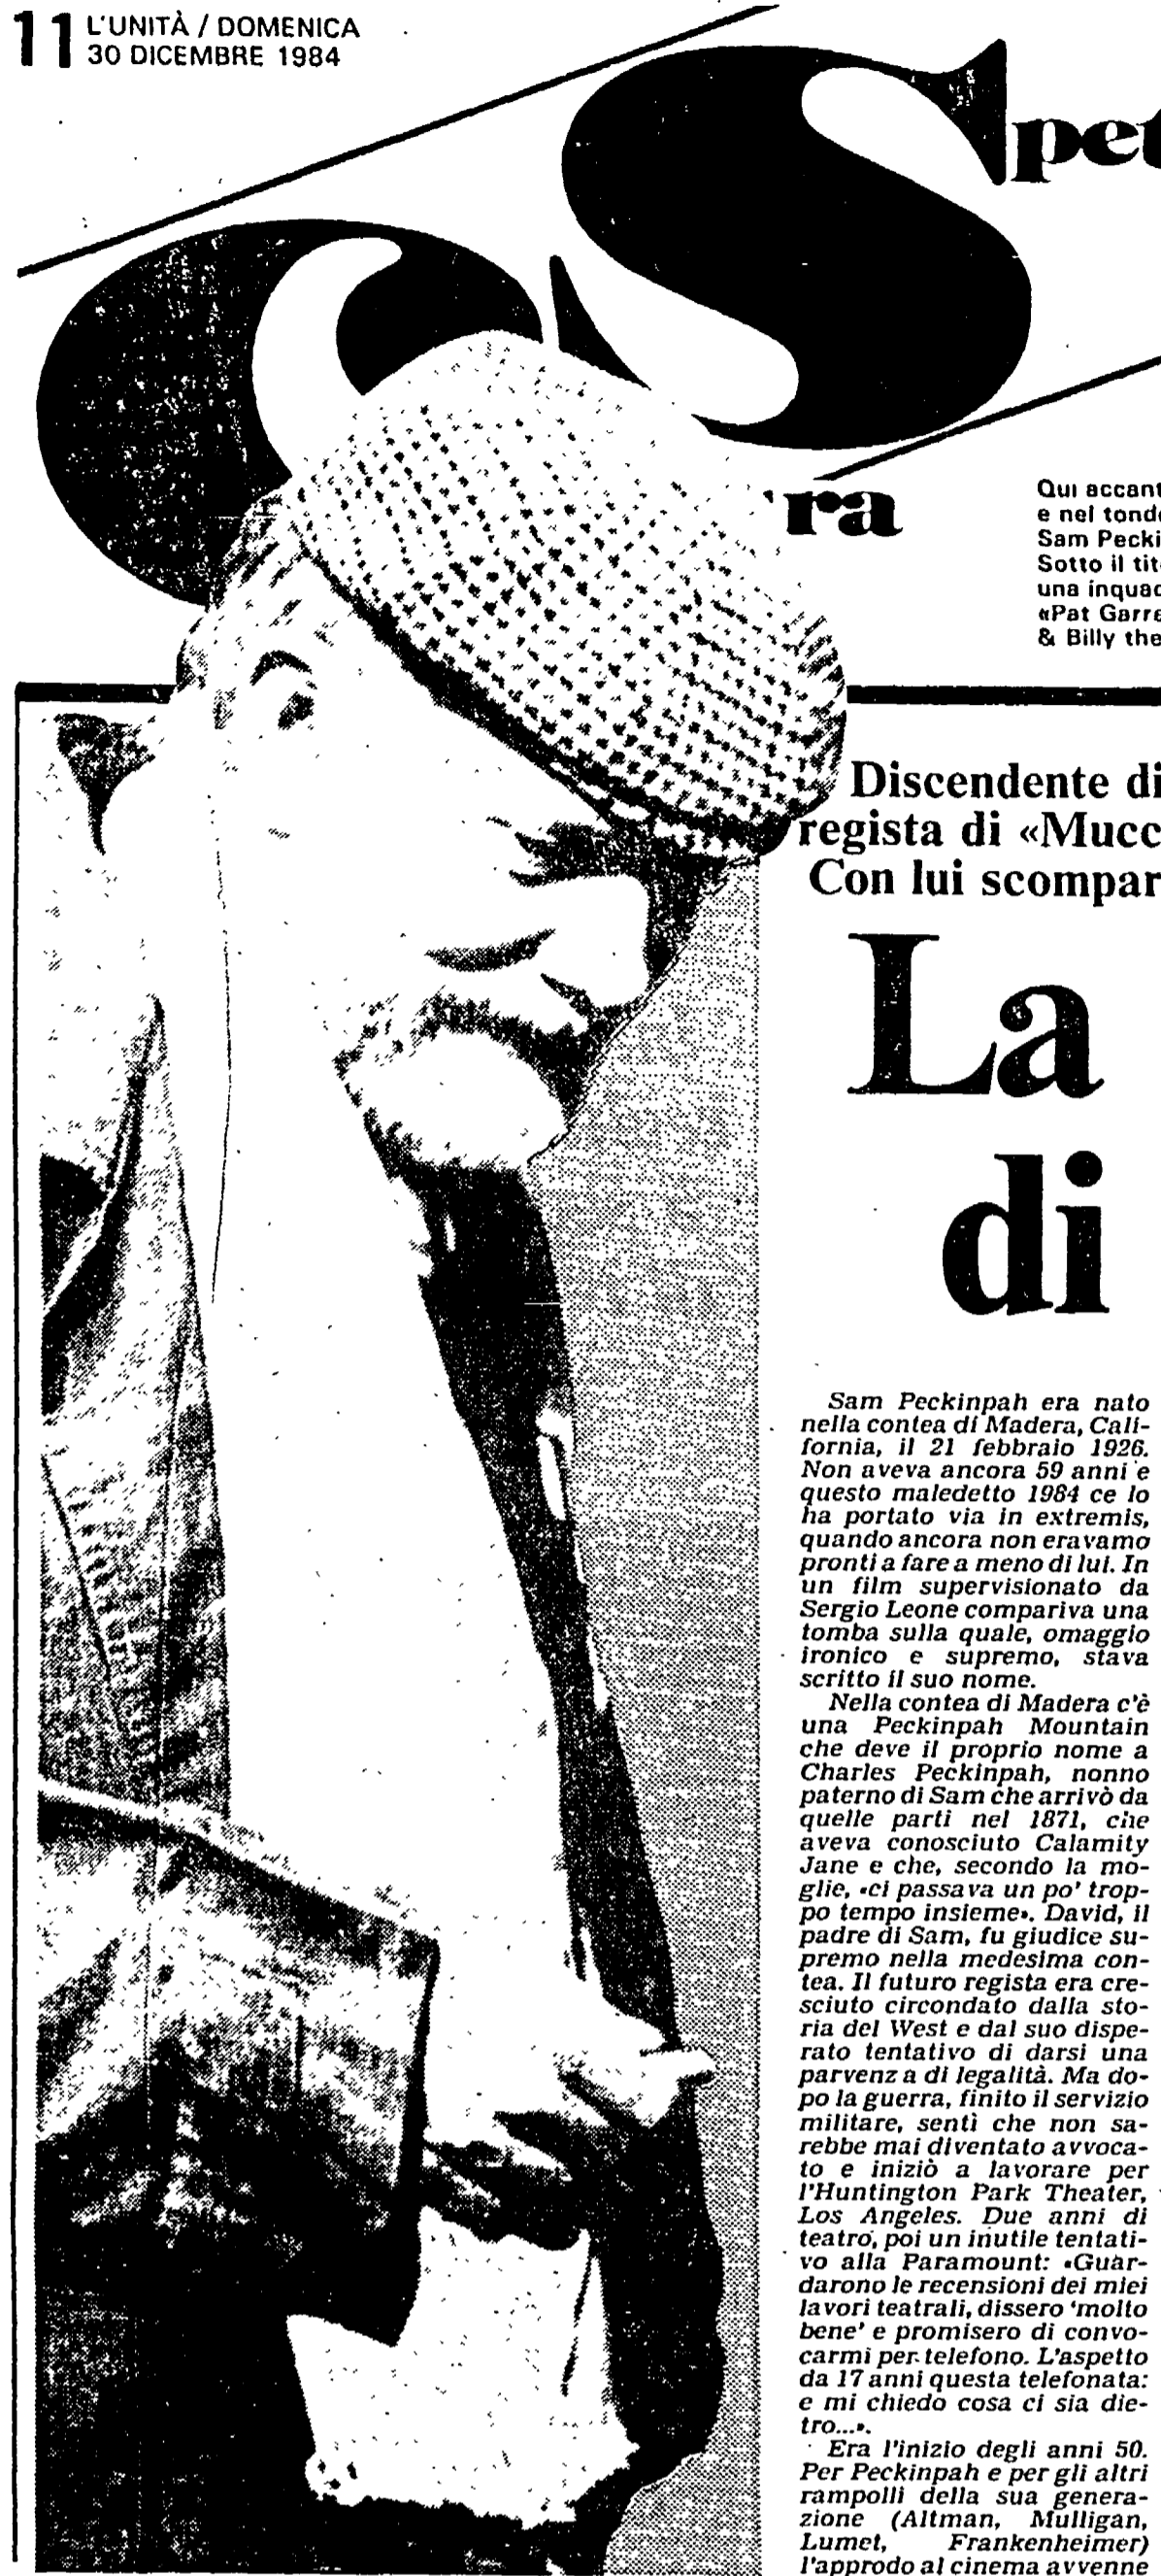 11 L'UNITÀ / DOMENICA
30 DICEMBRE 1984
Spet
ra
Qui accant
e nel tond
Sam Pecki
Sotto il tit
una inquad
«Pat Garre
& Billy the
Discendente di
regista di «Mucc
Con lui scompar
La
di
Sam Peckinpah era nato
nella contea di Madera, Cali-
fornia, il 21 febbraio 1926.
Non aveva ancora 59 anni e
questo maledetto 1984 ce lo
ha portato via in extremis,
quando ancora non eravamo
pronti a fare a meno di lui. In
un film supervisionato da
Sergio Leone compariva una
tomba sulla quale, omaggio
ironico e supremo, stava
scritto il suo nome.
Nella contea di Madera c'è
una Peckinpah Mountain
che deve il proprio nome a
Charles Peckinpah, nonno
paterno di Sam che arrivò da
quelle parti nel 1871, che
aveva conosciuto Calamity
Jane e che, secondo la mo-
glie, «ci passava un po' trop-
po tempo insieme». David, il
padre di Sam, fu giudice su-
premo nella medesima con-
tea. Il futuro regista era cre-
sciuto circondato dalla sto-
ria del West e dal suo dispe-
rato tentativo di darsi una
parvenza di legalità. Ma do-
po la guerra, finito il servizio
militare, sentì che non sa-
rebbe mai diventato avvoca-
to e iniziò a lavorare per
l'Huntington Park Theater,
Los Angeles. Due anni di
teatro, poi un inutile tentati-
vo alla Paramount: «Guar-
darono le recensioni dei miei
lavori teatrali, dissero 'molto
bene' e promisero di convo-
carmi per telefono. L'aspetto
da 17 anni questa telefonata:
e mi chiedo cosa ci sia die-
tro...».
Era l'inizio degli anni 50.
Per Peckinpah e per gli altri
rampolli della sua genera-
zione (Altman, Mulligan,
Lumet, Frankenheimer)
l'approdo al cinema avvenne